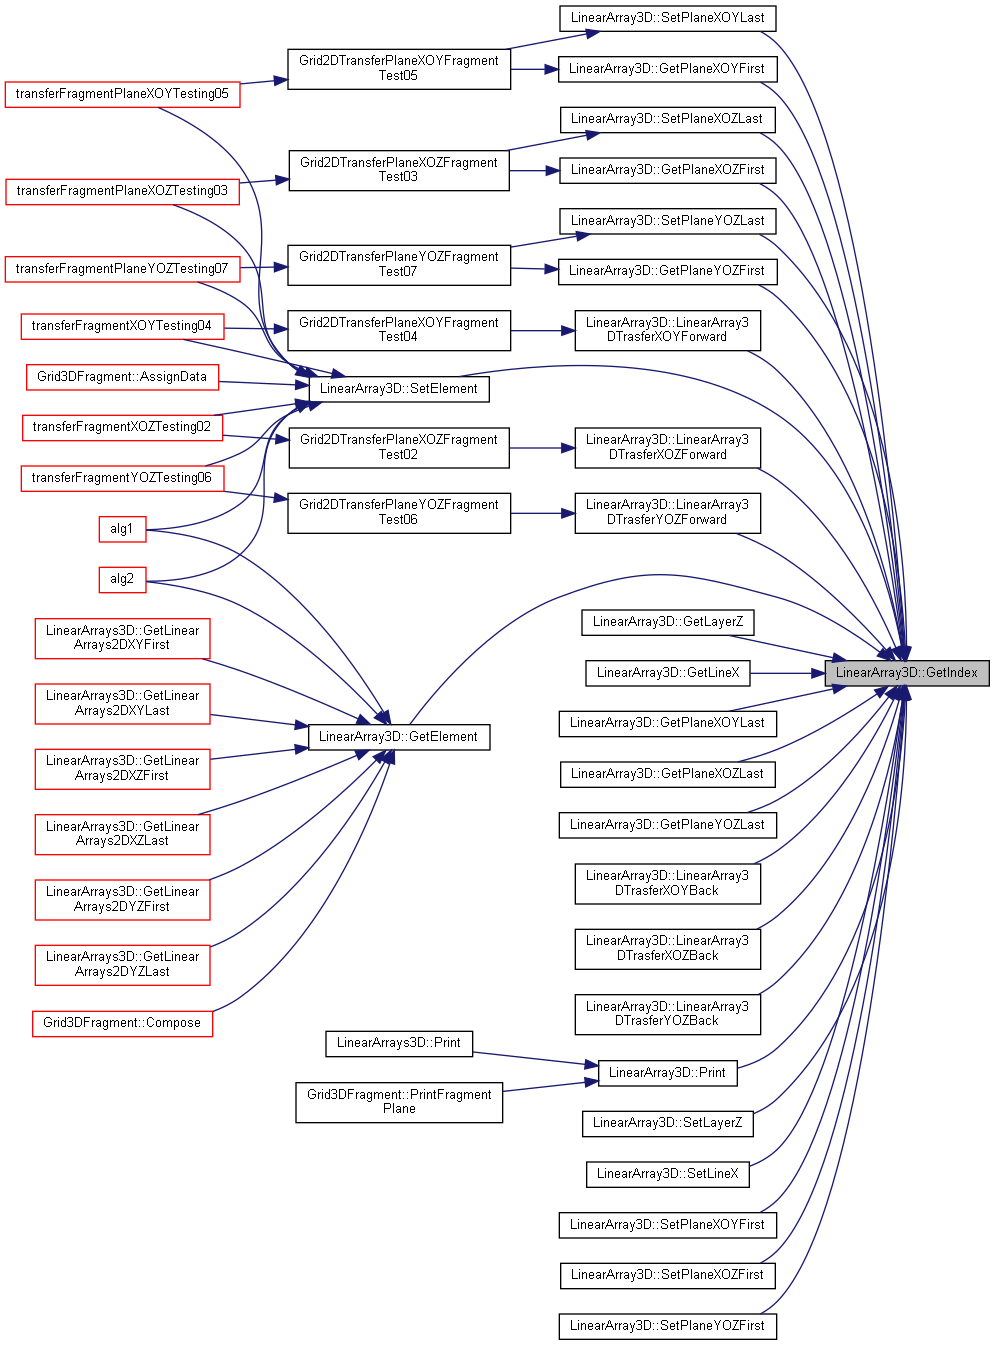 LinearArray3D::SetPlaneXOYLast
Grid2DTransferPlaneXOYFragment
Test05
LinearArray3D::GetPlaneXOYFirst
transferFragmentPlaneXOYTesting05
LinearArray3D::SetPlaneXOZLast
Grid2DTransferPlaneXOZFragment
Test03
LinearArray3D::GetPlaneXOZFirst
transferFragmentPlaneXOZTesting03
LinearArray3D::SetPlaneYOZLast
Grid2DTransferPlaneYOZFragment
Test07
LinearArray3D::GetPlaneYOZFirst
transferFragmentPlaneYOZTesting07
transferFragmentXOYTesting04
Grid2DTransferPlaneXOYFragment
Test04
LinearArray3D::LinearArray3
DTrasferXOYForward
Grid3DFragment::AssignData
LinearArray3D::SetElement
transferFragmentXOZTesting02
Grid2DTransferPlaneXOZFragment
Test02
LinearArray3D::LinearArray3
DTrasferXOZForward
transferFragmentYOZTesting06
Grid2DTransferPlaneYOZFragment
Test06
LinearArray3D::LinearArray3
DTrasferYOZForward
alg1
alg2
LinearArrays3D::GetLinear
Arrays2DXYFirst
LinearArray3D::GetLayerZ
LinearArray3D::GetLineX
LinearArray3D::GetIndex
LinearArrays3D::GetLinear
Arrays2DXYLast
LinearArray3D::GetPlaneXOYLast
LinearArray3D::GetElement
LinearArrays3D::GetLinear
Arrays2DXZFirst
LinearArray3D::GetPlaneXOZLast
LinearArrays3D::GetLinear
Arrays2DXZLast
LinearArray3D::GetPlaneYOZLast
LinearArrays3D::GetLinear
Arrays2DYZFirst
LinearArray3D::LinearArray3
DTrasferXOYBack
LinearArrays3D::GetLinear
Arrays2DYZLast
LinearArray3D::LinearArray3
DTrasferXOZBack
Grid3DFragment::Compose
LinearArray3D::LinearArray3
DTrasferYOZBack
LinearArrays3D::Print
LinearArray3D::Print
Grid3DFragment::PrintFragment
Plane
LinearArray3D::SetLayerZ
LinearArray3D::SetLineX
LinearArray3D::SetPlaneXOYFirst
LinearArray3D::SetPlaneXOZFirst
LinearArray3D::SetPlaneYOZFirst